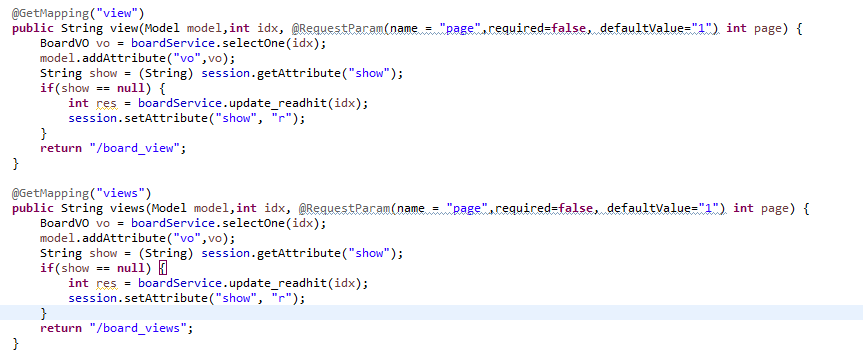 @GetMapping("view")
public String view(Model model,int idx, @RequestParam(name = "page",required=false, defaultValue="1") int page) {
BoardVO vo = boardService.selectOne(idx);
model.addAttribute("vo",vo);
String show = (String) session.getAttribute("show");
if(show == null) {
int res = boardService.update_readhit(idx);
session.setAttribute("show", "r");
}
return "/board_view";
}
@GetMapping("views")
public String views(Model model,int idx, @RequestParam(name = "page",required=false, defaultValue="1") int page) {
BoardVO vo = boardService.selectOne(idx);
model.addAttribute("vo",vo);
String show = (String) session.getAttribute("show");
if(show == null) {
int res = boardService.update_readhit(idx);
session.setAttribute("show", "r");
}
return "/board_views";
}